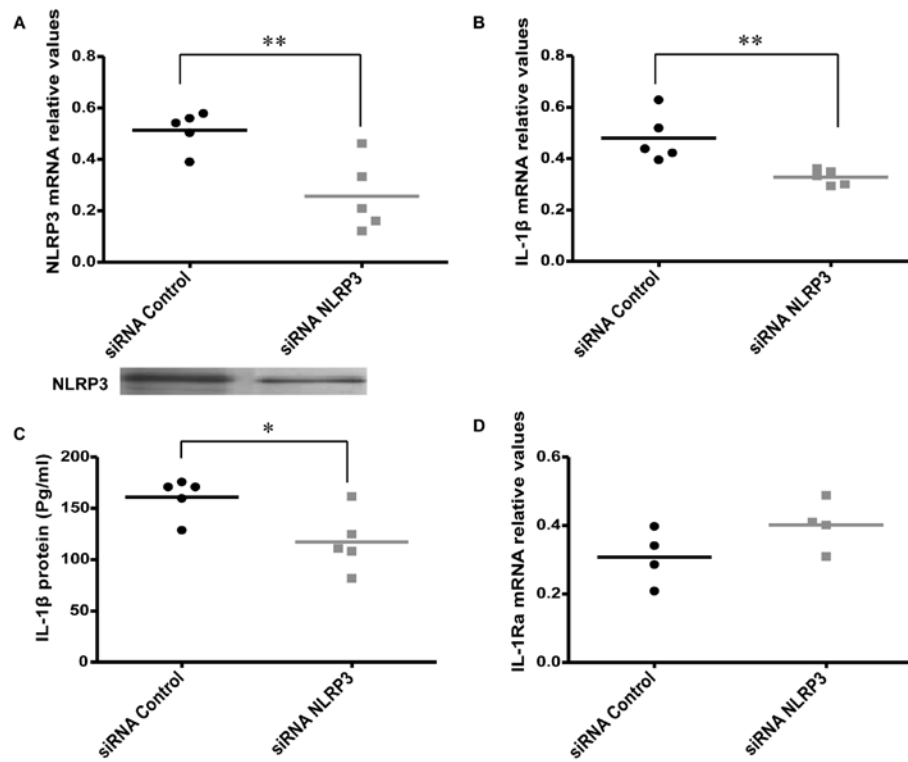 A
NLRP3 mRNA relative values
0.8
0.6
0.4
0.2
0.0
**
siRNA Control
siRNA NLRP3
NLRP3
B
IL-1β mRNA relative values
0.8
0.6
0.4
0.2
0.0
**
siRNA Control
siRNA NLRP3
C
IL-1β protein (Pg/ml)
200
150
100
50
0
*
siRNA Control
siRNA NLRP3
D
IL-1Ra mRNA relative values
0.6
0.4
0.2
0.0
siRNA Control
siRNA NLRP3